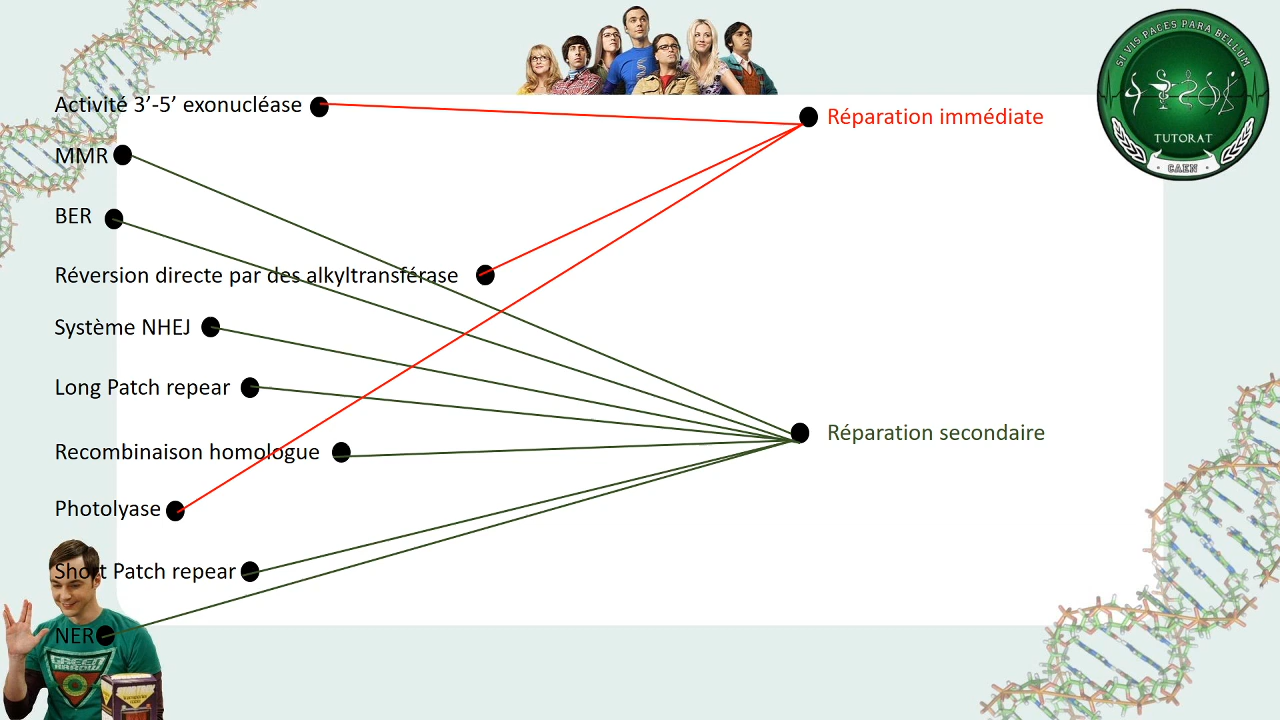 Activité 3’-5’ exonucléase
Réparation immédiate
MMR
BER
Réversion directe par des alkyltransférase
Système NHEJ
Long Patch repear
Réparation secondaire
Recombinaison homologue
Photolyase
Short Patch repear
NER
SI VIS PACES PARA BELLUM
TUTORAT
CAEN
GREEN